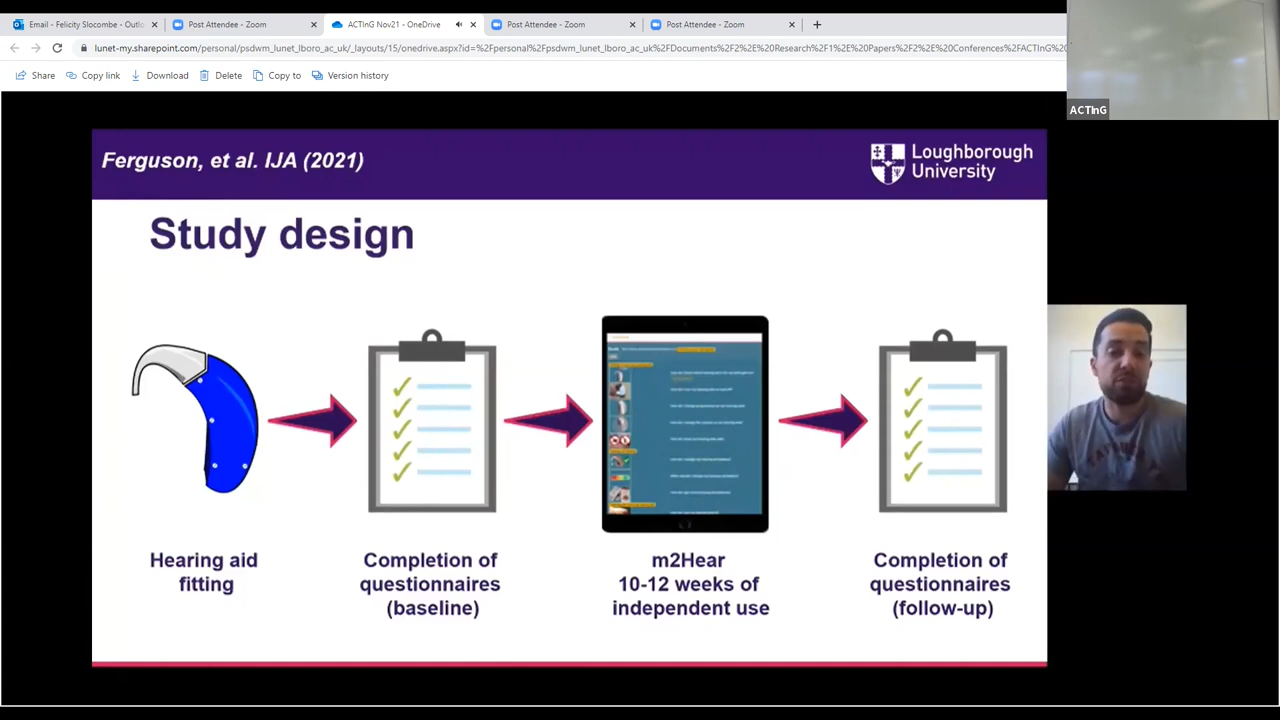 Email - Felicity Slocombe - Outlo
Post Attendee - Zoom
ACTInG Nov21 - OneDrive
Post Attendee - Zoom
Post Attendee - Zoom
lunet-my.sharepoint.com/personal/psdwm_lunet_lboro_ac_uk/_layouts/15/onedrive.aspx?id=%2Fpersonal%2Fpsdwm_lunet_lboro_ac_uk%2FDocuments%2F2%2E%20Research%2F1%2E%20Papers%2F2%2E%20Conferences%2FACTInG%20
Share
Copy link
Download
Delete
Copy to
Version history
ACTInG
Ferguson, et al. IJA (2021)
Loughborough
University
Study design
Hearing aid
fitting
Completion of
questionnaires
(baseline)
m2Hear
10-12 weeks of
independent use
Completion of
questionnaires
(follow-up)